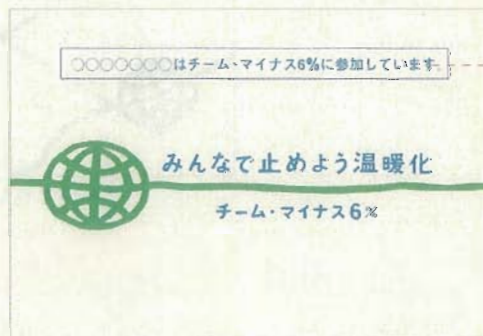 ○○○○○○○はチーム・マイナス6%に参加しています
みんなで止めよう温暖化
チーム・マイナス6%